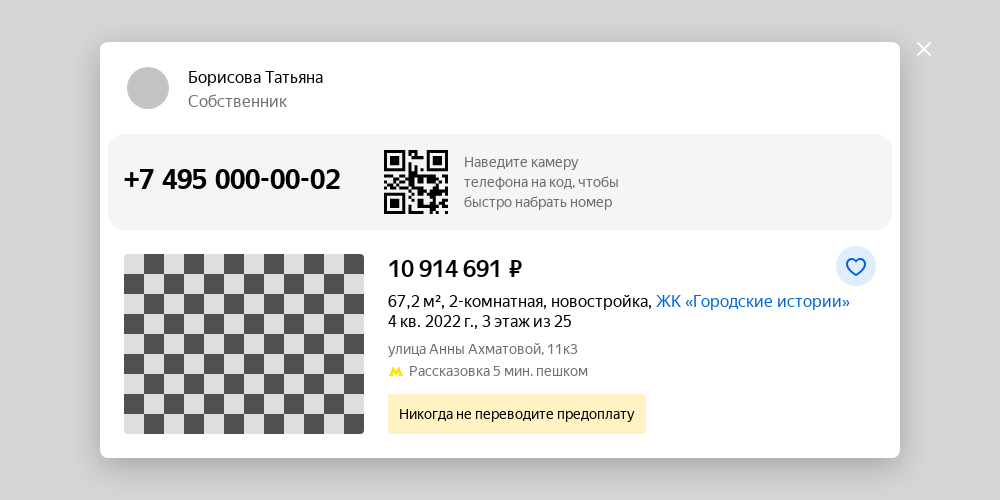 Борисова Татьяна
Собственник
+7 495 000-00-02
Наведите камеру
телефона на код, чтобы
быстро набрать номер
10 914 691 ₽
67,2 м², 2-комнатная, новостройка, ЖК «Городские истории»
4 кв. 2022 г., 3 этаж из 25
улица Анны Ахматовой, 11к3
Рассказовка 5 мин. пешком
Никогда не переводите предоплату